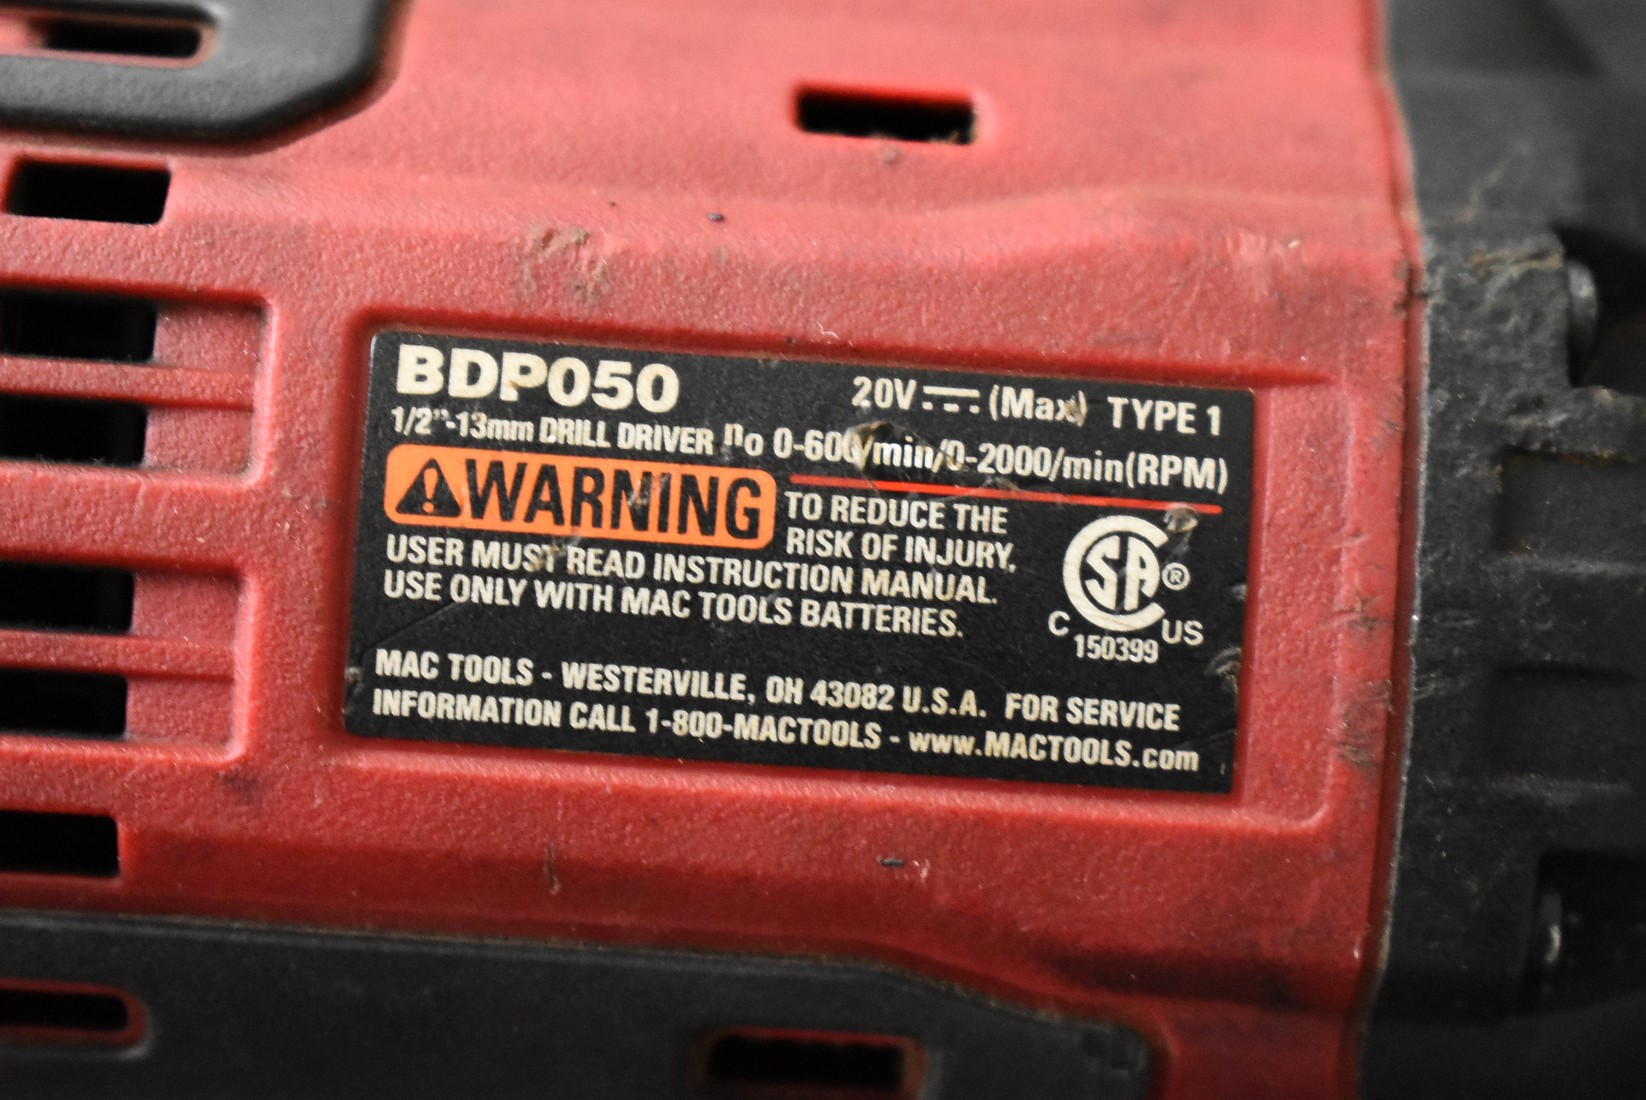 BDP050 20V (Max) TYPE 1
1/2"-13mm DRILL DRIVER no 0-600/min/0-2000/min(RPM)
WARNING TO REDUCE THE
RISK OF INJURY,
USER MUST READ INSTRUCTION MANUAL.
USE ONLY WITH MAC TOOLS BATTERIES.
CSA ®
C US
150399
MAC TOOLS - WESTERVILLE, OH 43082 U.S.A. FOR SERVICE
INFORMATION CALL 1-800-MACTOOLS - www.MACTOOLS.com